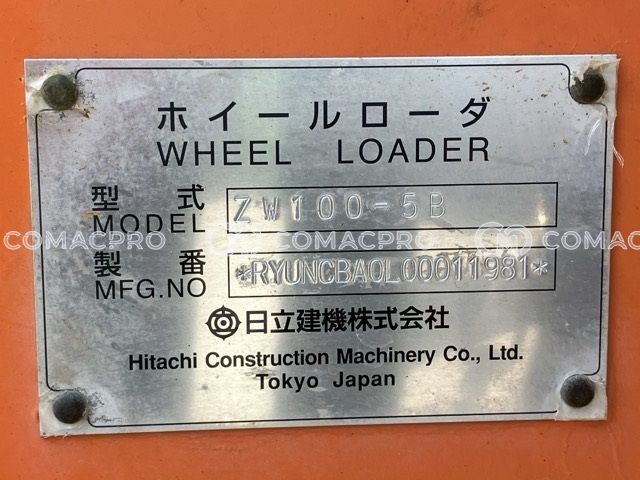 ホイールローダ
WHEEL LOADER
型式 ZW100-5B
MODEL
COMACPRO COMACPRO COMAC
製番 *RYUNCBA0L00011981*
MFG.NO
日立建機株式会社
Hitachi Construction Machinery Co., Ltd.
Tokyo Japan